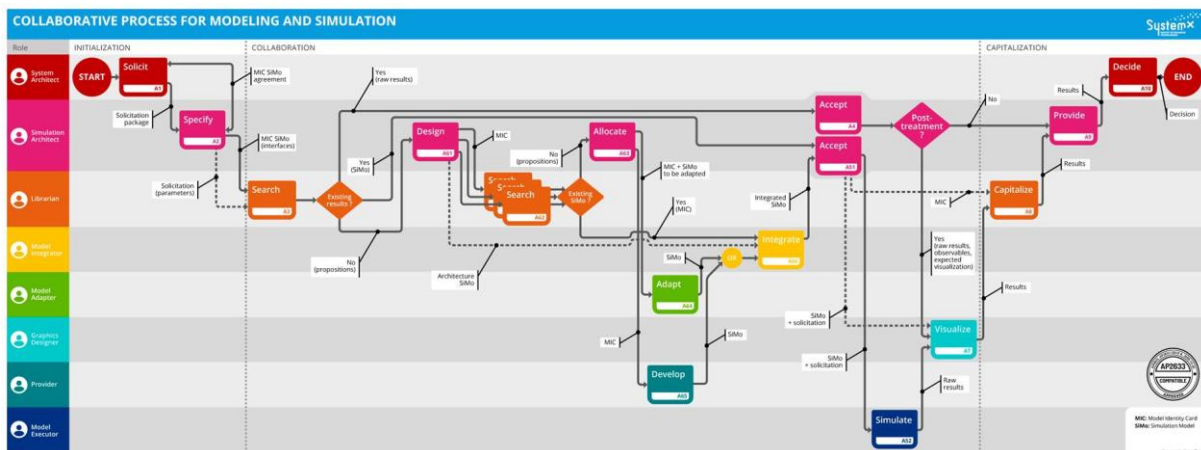 COLLABORATIVE PROCESS FOR MODELING AND SIMULATION
SystemX
Role
INITIALIZATION
COLLABORATION
CAPITALIZATION
System
Architect
START
Solicit
A1
MIC SiMo
agreement
Yes
(raw results)
Results
Decide
A10
END
Decision
Simulation
Architect
Solicitation
package
Specify
A2
MIC SiMo
(interfaces)
Yes
(SiMo)
Design
A61
MIC
No
(propositions)
Allocate
A63
MIC + SiMo
to be adapted
Accept
A4
Accept
Post-
treatment ?
No
Provide
A9
Results
Librarian
Solicitation
(parameters)
Search
Existing
results ?
Search
Search
Search
A62
Existing
SiMo ?
Yes
(MIC)
Integrated
SiMo
MIC
Capitalize
A8
Model
Integrator
No
(propositions)
Architecture
SiMo
SiMo
OR
Integrate
Yes
(raw results,
observables,
expected
visualization)
Model
Adapter
Adapt
A64
Results
Graphics
Designer
MIC
SiMo
SiMo
+ solicitation
Visualize
A7
Provider
Develop
A65
SiMo
+ solicitation
Raw
results
AP2633
COMPATIBLE
Model
Executor
Simulate
A52
MIC: Model Identity Card
SiMo: Simulation Model